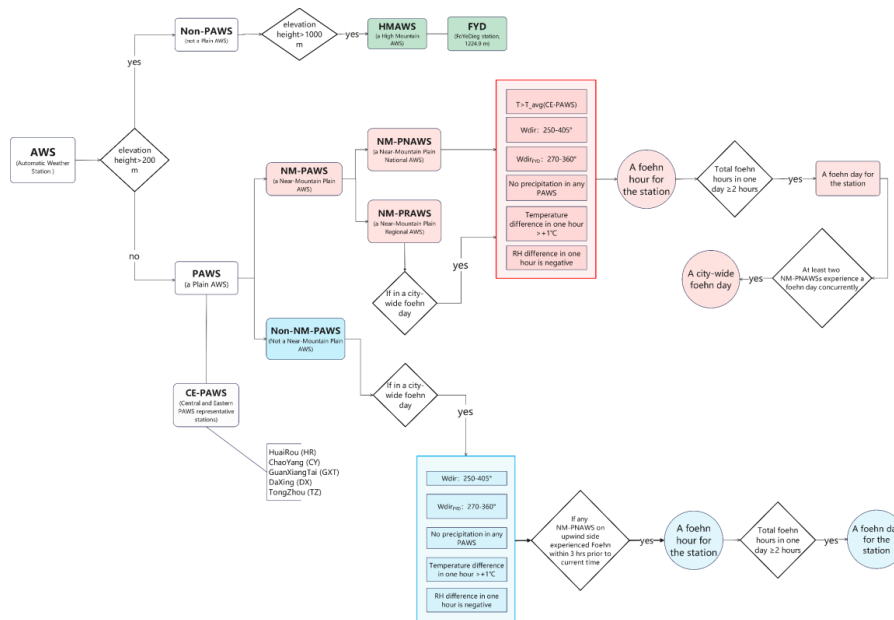 Non-PAWS
(not a Plain AWS)
elevation
height>1000
m
yes
HMAWS
(a High Mountain
AWS)
FYD
(FoYeDing station,
1224.9 m)
yes
AWS
(Automatic Weather
Station )
elevation
height>200
m
no
PAWS
(a Plain AWS)
NM-PAWS
(a Near-Mountain Plain
AWS)
NM-PNAWS
(a Near-Mountain Plain
National AWS)
NM-PRAWS
(a Near-Mountain Plain
Regional AWS)
If in a city-
wide foehn
day
yes
T>T_avg(CE-PAWS)
Wdir: 250-405°
WdirFYD: 270-360°
No precipitation in any
PAWS
Temperature
difference in one hour
>+1℃
RH difference in one
hour is negative
A foehn
hour for
the station
Total foehn
hours in one
day ≥2 hours
yes
A foehn day for
the station
At least two
NM-PNAWSs experience a
foehn day concurrently
yes
A city-wide
foehn day
Non-NM-PAWS
(Not a Near-Mountain Plain
AWS)
If in a city-
wide foehn
day
yes
CE-PAWS
(Central and Eastern
PAWS representative
stations)
HuaiRou (HR)
ChaoYang (CY)
GuanXiangTai (GXT)
DaXing (DX)
TongZhou (TZ)
Wdir: 250-405°
WdirFYD: 270-360°
No precipitation in any
PAWS
Temperature difference
in one hour >+1℃
RH difference in one
hour is negative
If any
NM-PNAWS on
upwind side
experienced Foehn
within 3 hrs prior to
current time
yes
A foehn
hour for
the station
Total foehn
hours in one
day ≥2 hours
yes
A foehn da
for the
station